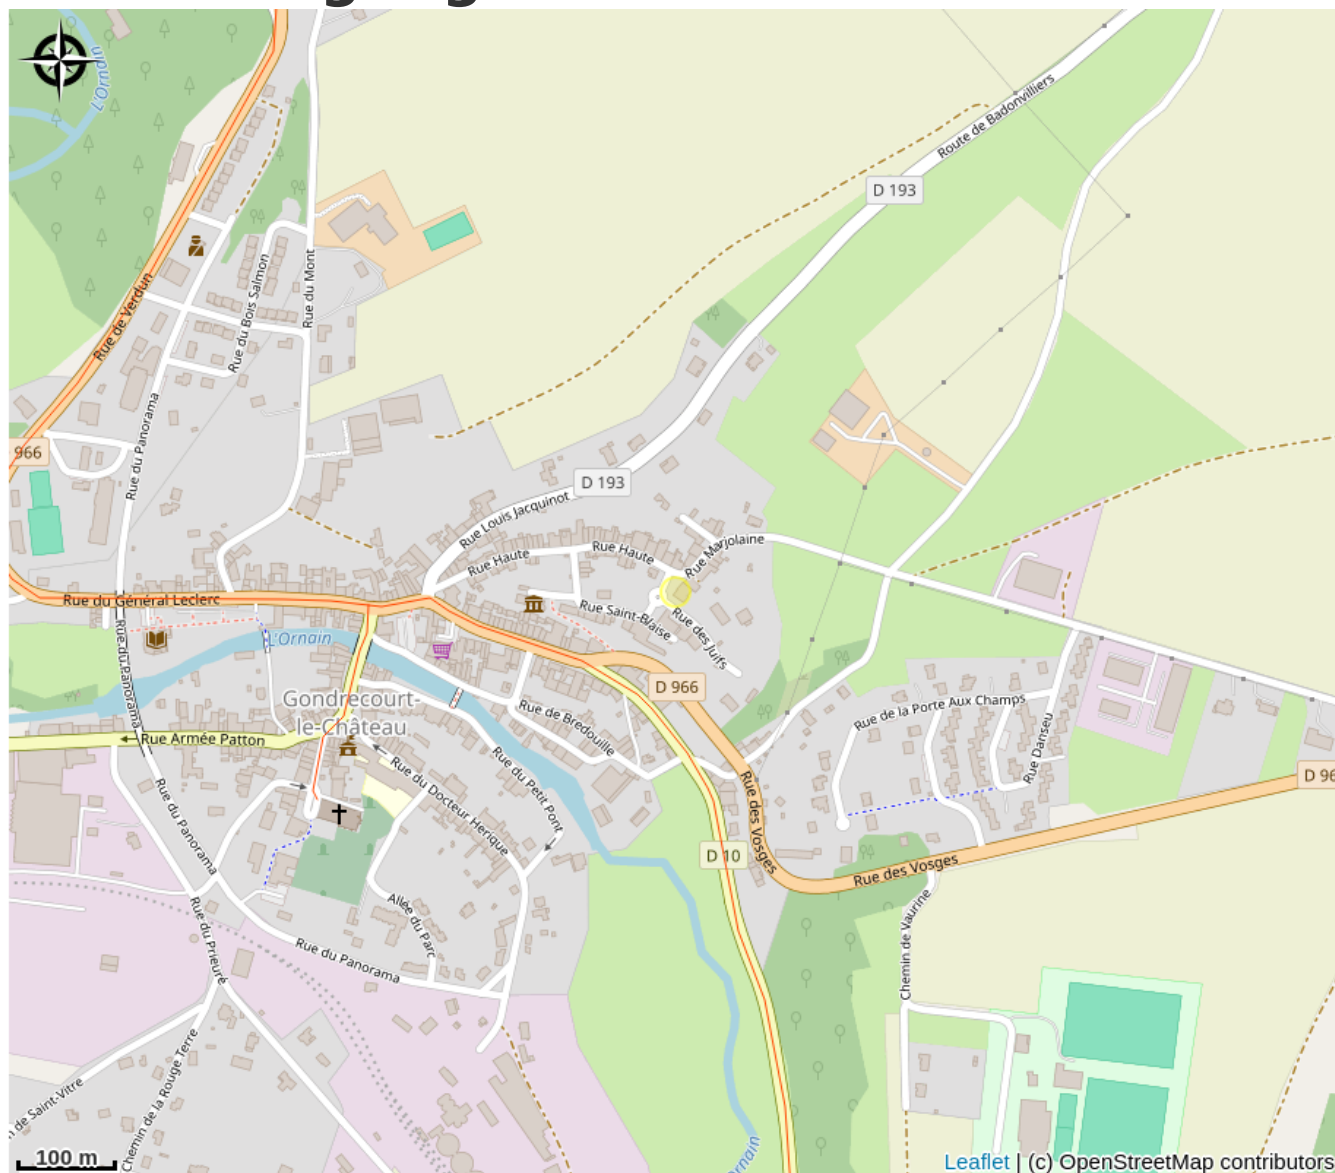 L'Ornain
Route de Badonvilliers
D 193
Rue du Mont
Rue du Bois Salmon
Rue de Verdun
Rue du Panorama
966
D 193
Rue Louis Jacquinot
Rue Haute
Rue Haute
Rue Marjolaine
Rue du Général Leclerc
Rue Saint-Blaise
Rue des Juifs
L'Ornain
Rue du Panorama
D 966
Gondrecourt-
le-Château
Rue de la Porte Aux Champs
Rue de Bredouille
Rue Armée Patton
Rue Danseu
Rue du Docteur Herique
Rue du Petit Pont
D 96
Rue du Panorama
Rue des Vosges
D 10
Rue des Vosges
Allée du Parc
Chemin de Vaurine
Rue du Prieuré
Rue du Panorama
Chemin de la Rouge Terre
de Saint-Vitre
Ornain
100 m
Leaflet | (c) OpenStreetMap contributors